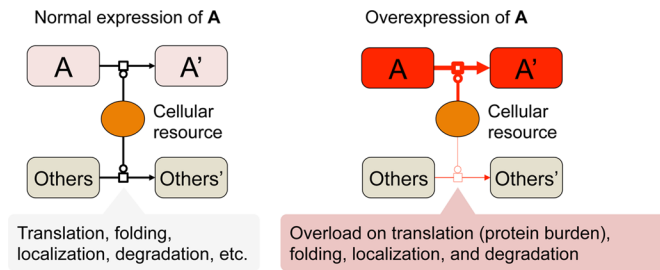 Normal expression of A
A
A'
Cellular
resource
Others
Others'
Translation, folding,
localization, degradation, etc.
Overexpression of A
A
A'
Cellular
resource
Others
Others'
Overload on translation (protein burden),
folding, localization, and degradation